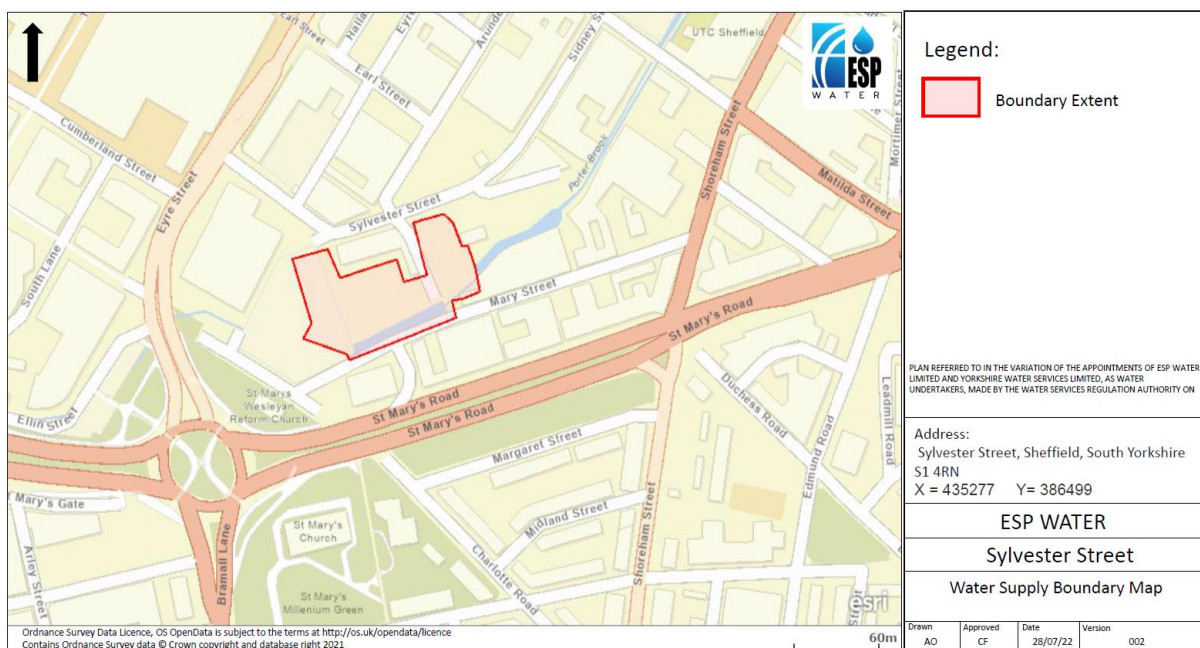 UTC Sheffield
Earl Street
Earl Street
Sidney Street
Mortimer Street
Cumberland Street
Eyre Street
South Lane
Sylvester Street
Porter Brook
Shoreham Street
Matilda Street
Mary Street
St Mary's Road
St Marys
Wesleyan
Reform Church
Ellin Street
St Mary's Road
St Mary's Road
Duchess Road
Leadmill Road
Edmund Road
Margaret Street
Midland Street
Shoreham Street
Mary's Gate
Arley Street
Bramall Lane
St Mary's
Church
St Mary's
Millenium Green
Charlotte Road
esri
60m
Ordnance Survey Data Licence, OS OpenData is subject to the terms at http://os.uk/opendata/licence
Contains Ordnance Survey data © Crown copyright and database right 2021
ESP
WATER
Legend:
Boundary Extent
PLAN REFERRED TO IN THE VARIATION OF THE APPOINTMENTS OF ESP WATER
LIMITED AND YORKSHIRE WATER SERVICES LIMITED, AS WATER
UNDERTAKERS, MADE BY THE WATER SERVICES REGULATION AUTHORITY ON
Address:
Sylvester Street, Sheffield, South Yorkshire
S1 4RN
X = 435277 Y= 386499
ESP WATER
Sylvester Street
Water Supply Boundary Map
Drawn Approved Date Version
AO CF 28/07/22 002